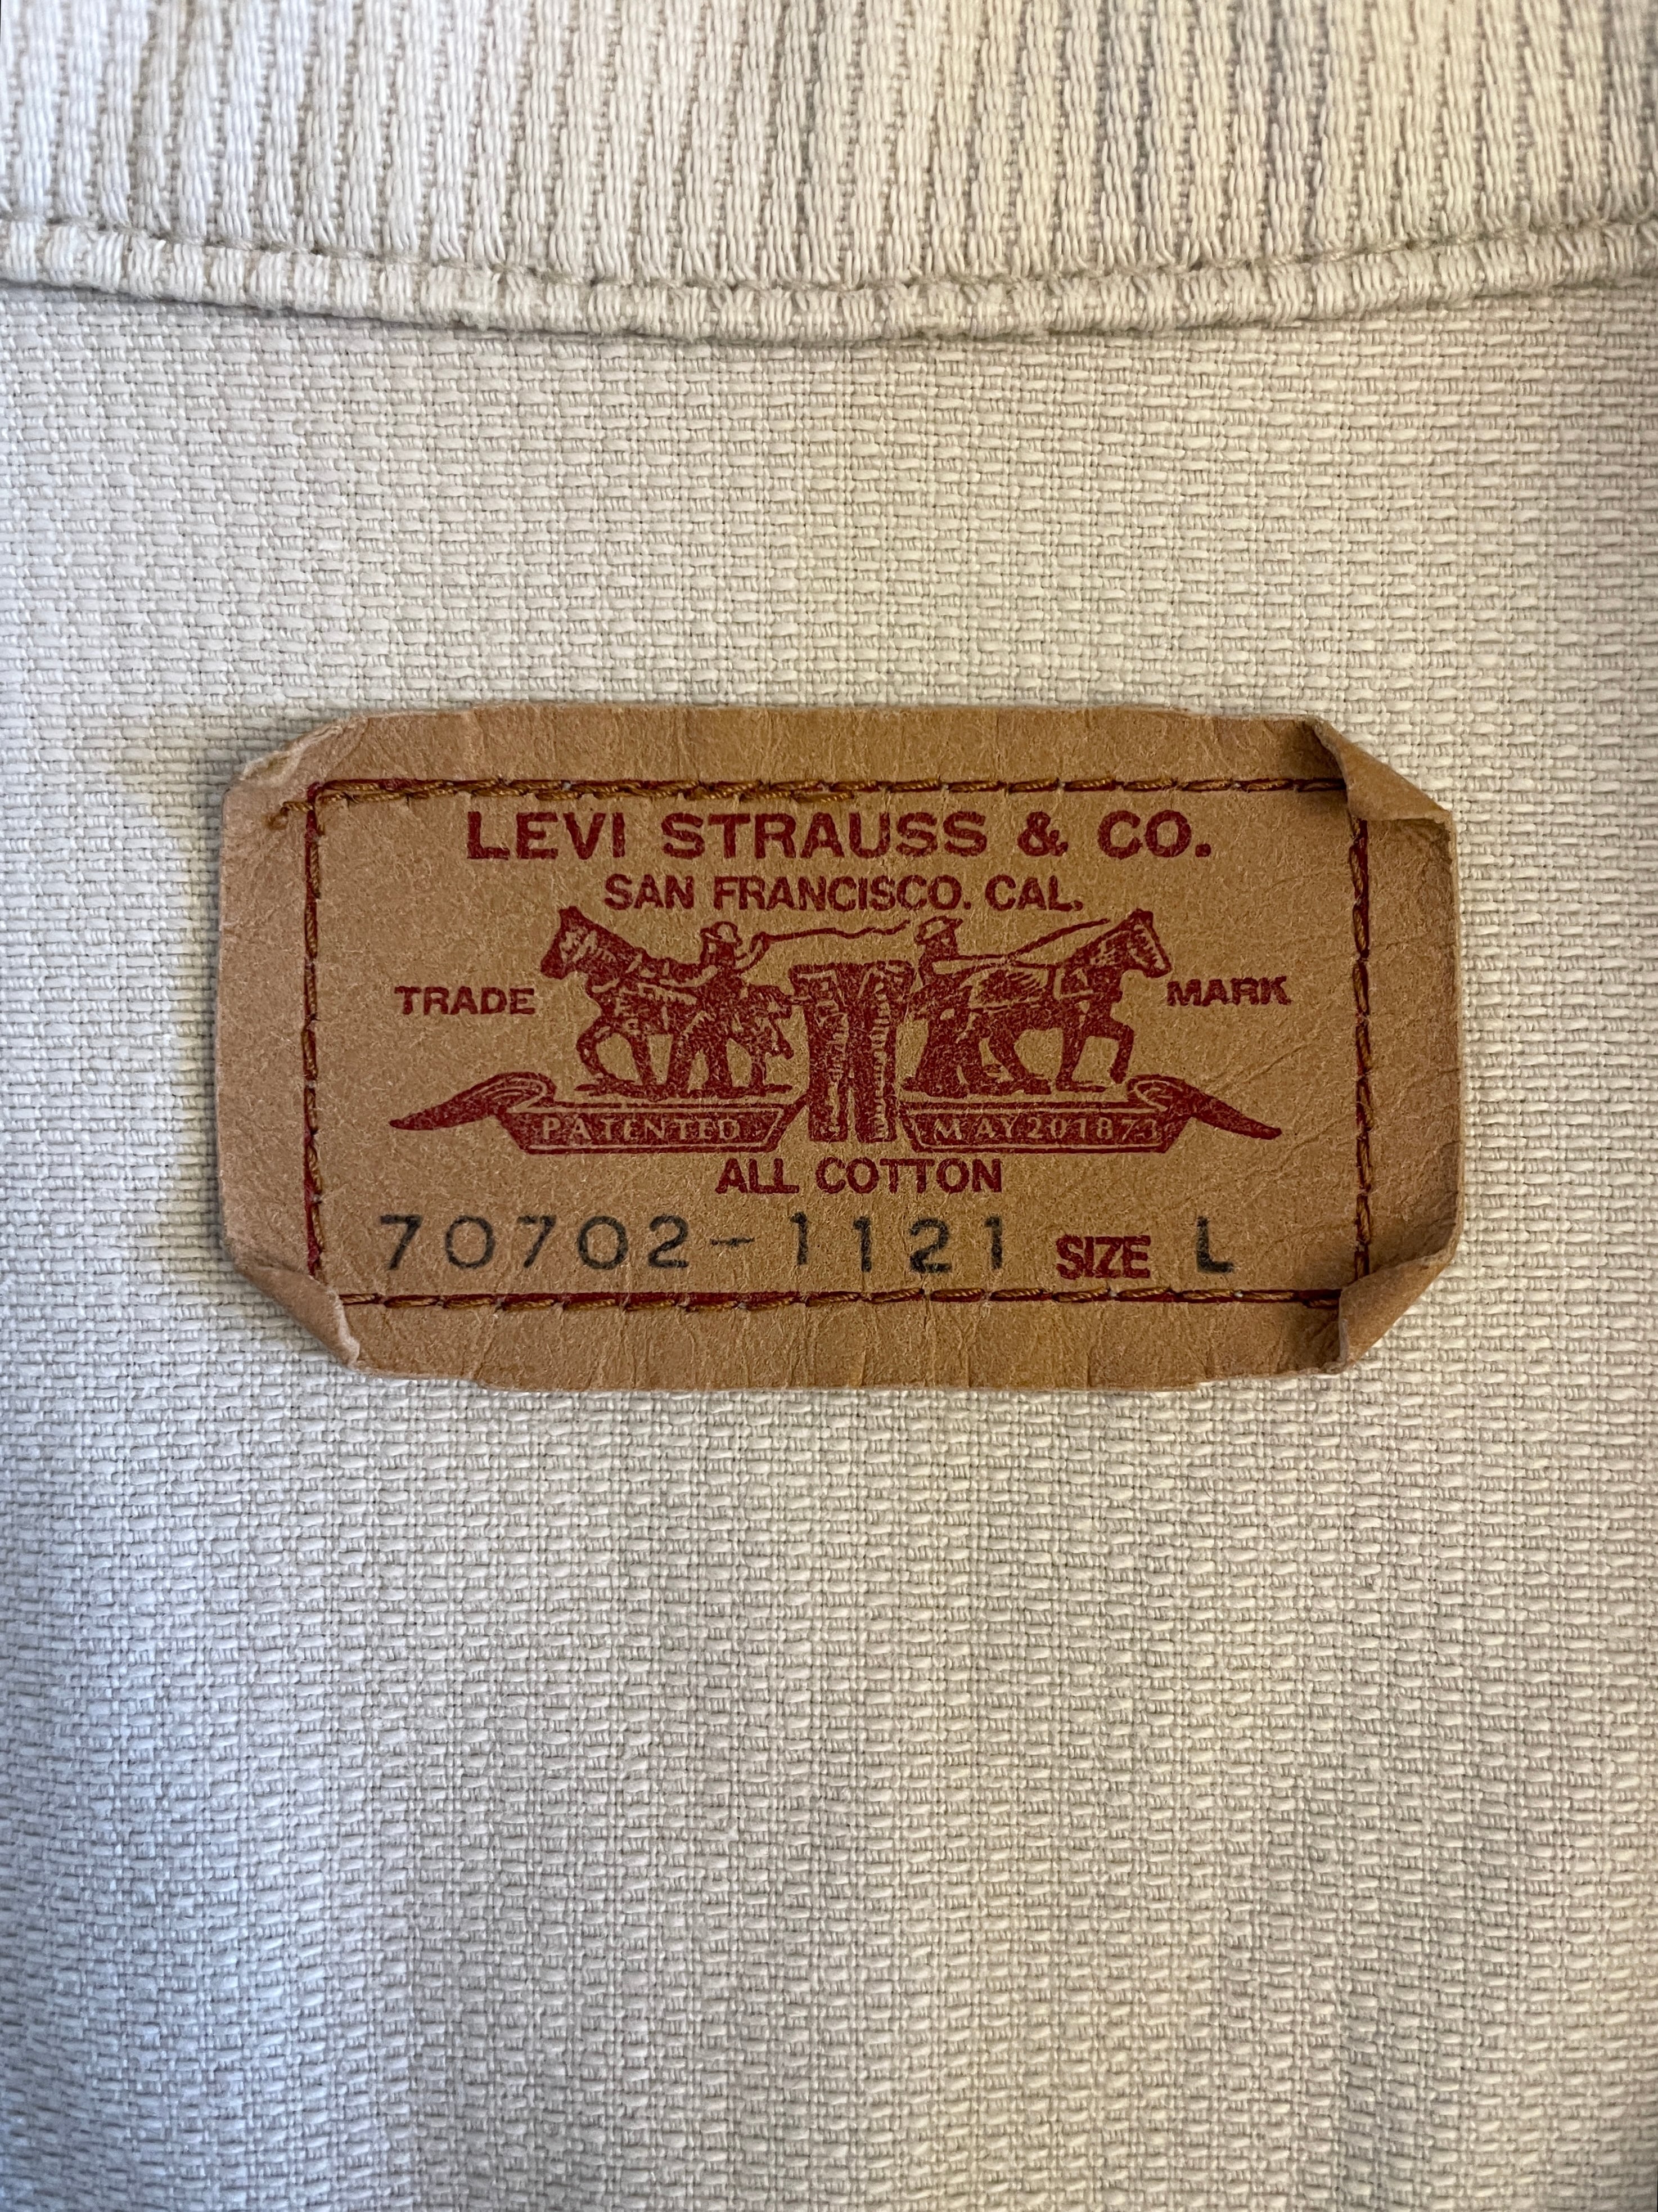 LEVI STRAUSS & CO.
SAN FRANCISCO. CAL.
TRADE MARK
PATENTED MAY 20 1873
ALL COTTON
70702-1121 SIZE L